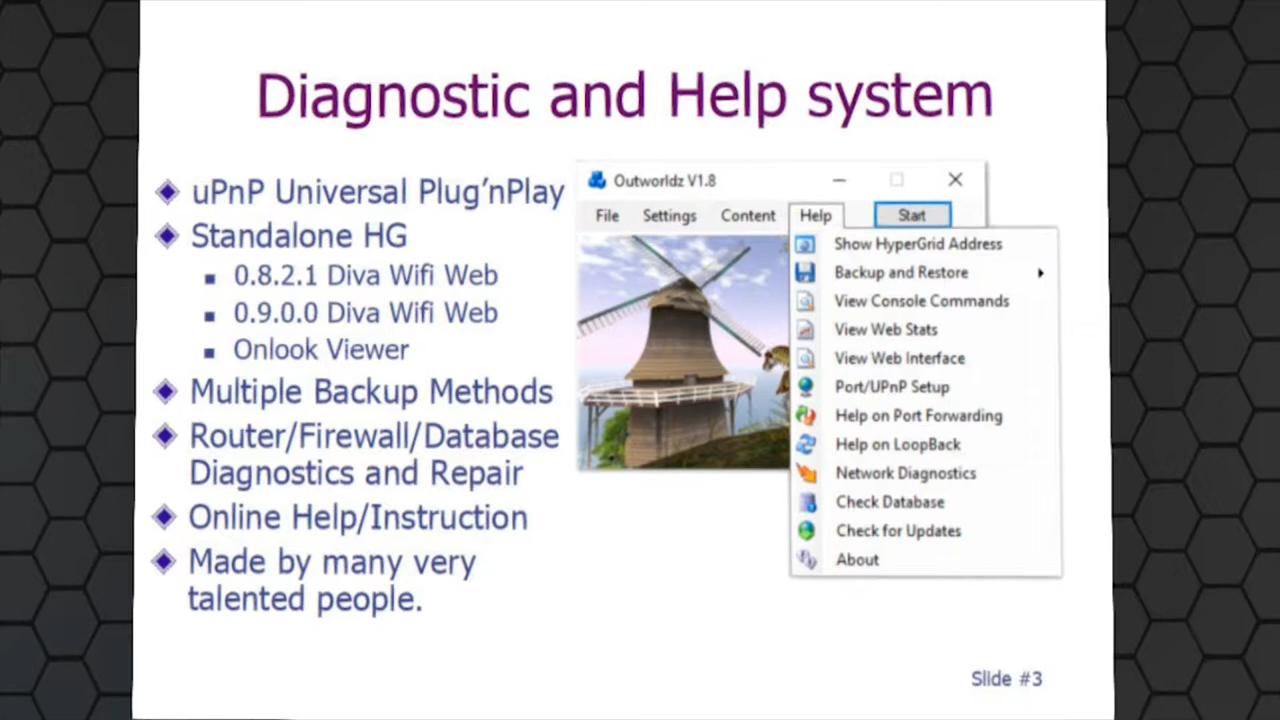 Diagnostic and Help system
uPnP Universal Plug’nPlay
Standalone HG
0.8.2.1 Diva Wifi Web
0.9.0.0 Diva Wifi Web
Onlook Viewer
Multiple Backup Methods
Router/Firewall/Database
Diagnostics and Repair
Online Help/Instruction
Made by many very
talented people.
Outworldz V1.8
File Settings Content Help Start
Show HyperGrid Address
Backup and Restore
View Console Commands
View Web Stats
View Web Interface
Port/UPnP Setup
Help on Port Forwarding
Help on LoopBack
Network Diagnostics
Check Database
Check for Updates
About
Slide #3